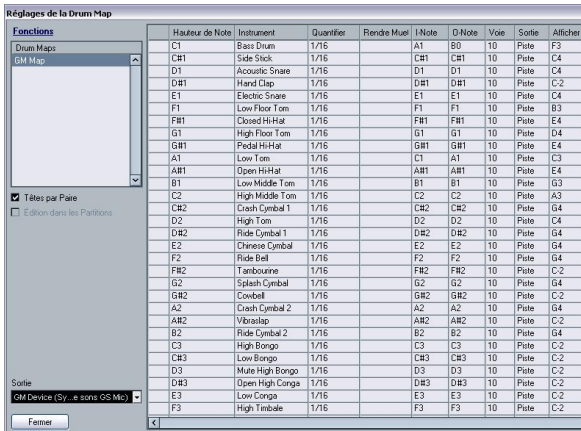 Réglages de la Drum Map
Fonctions
Drum Maps
GM Map
Têtes par Paire
Édition dans les Partitions
Sortie
GM Device (Sy...e sons GS Mic)
Fermer
Hauteur de Note Instrument Quantifier Rendre Muet I-Note O-Note Voie Sortie Afficher
C1 Bass Drum 1/16 A1 B0 10 Piste F3
C#1 Side Stick 1/16 C#1 C#1 10 Piste C4
D1 Acoustic Snare 1/16 D1 D1 10 Piste C4
D#1 Hand Clap 1/16 D#1 D#1 10 Piste C-2
E1 Electric Snare 1/16 E1 E1 10 Piste C4
F1 Low Floor Tom 1/16 F1 F1 10 Piste B3
F#1 Closed Hi-Hat 1/16 F#1 F#1 10 Piste E4
G1 High Floor Tom 1/16 G1 G1 10 Piste D4
G#1 Pedal Hi-Hat 1/16 G#1 G#1 10 Piste E4
A1 Low Tom 1/16 C1 A1 10 Piste C3
A#1 Open Hi-Hat 1/16 A#1 A#1 10 Piste E4
B1 Low Middle Tom 1/16 B1 B1 10 Piste G3
C2 High Middle Tom 1/16 C2 C2 10 Piste A3
C#2 Crash Cymbal 1 1/16 C#2 C#2 10 Piste G4
D2 High Tom 1/16 D2 D2 10 Piste C4
D#2 Ride Cymbal 1 1/16 D#2 D#2 10 Piste G4
E2 Chinese Cymbal 1/16 E2 E2 10 Piste G4
F2 Ride Bell 1/16 F2 F2 10 Piste G4
F#2 Tambourine 1/16 F#2 F#2 10 Piste C-2
G2 Splash Cymbal 1/16 G2 G2 10 Piste G4
G#2 Cowbell 1/16 G#2 G#2 10 Piste C-2
A2 Crash Cymbal 2 1/16 A2 A2 10 Piste G4
A#2 Vibraslap 1/16 A#2 A#2 10 Piste C-2
B2 Ride Cymbal 2 1/16 B2 B2 10 Piste G4
C3 High Bongo 1/16 C3 C3 10 Piste C-2
C#3 Low Bongo 1/16 C#3 C#3 10 Piste C-2
D3 Mute High Bongo 1/16 D3 D3 10 Piste C-2
D#3 Open High Conga 1/16 D#3 D#3 10 Piste C-2
E3 Low Conga 1/16 E3 E3 10 Piste C-2
F3 High Timbale 1/16 F3 F3 10 Piste C-2